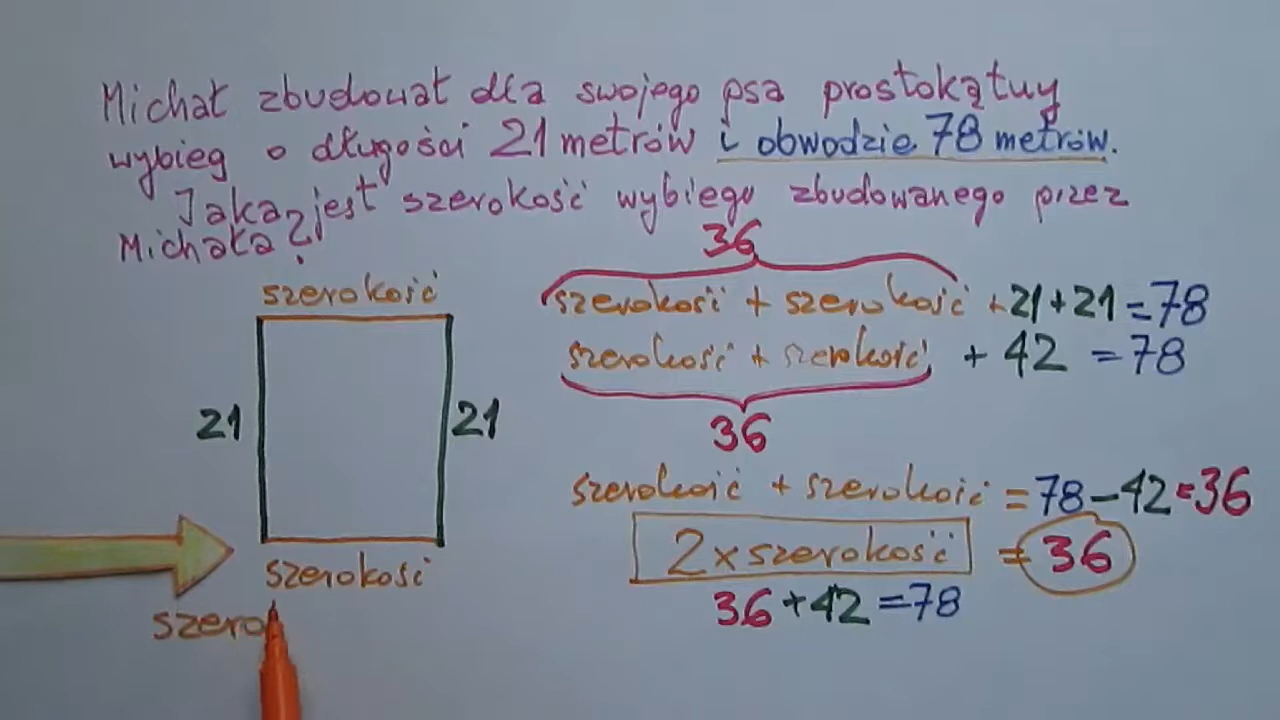 Michał zbudował dla swojego psa prostokątny
wybieg o długości 21 metrów i obwodzie 78 metrów.
Jaka jest szerokość wybiegu zbudowanego przez
Michała?
36
szerokość
szerokość + szerokość + 21 + 21 = 78
szerokość + szerokość + 42 = 78
21
21
36
szerokość + szerokość = 78 - 42 = 36
2 x szerokość = 36
szerokość
36 + 42 = 78
szero